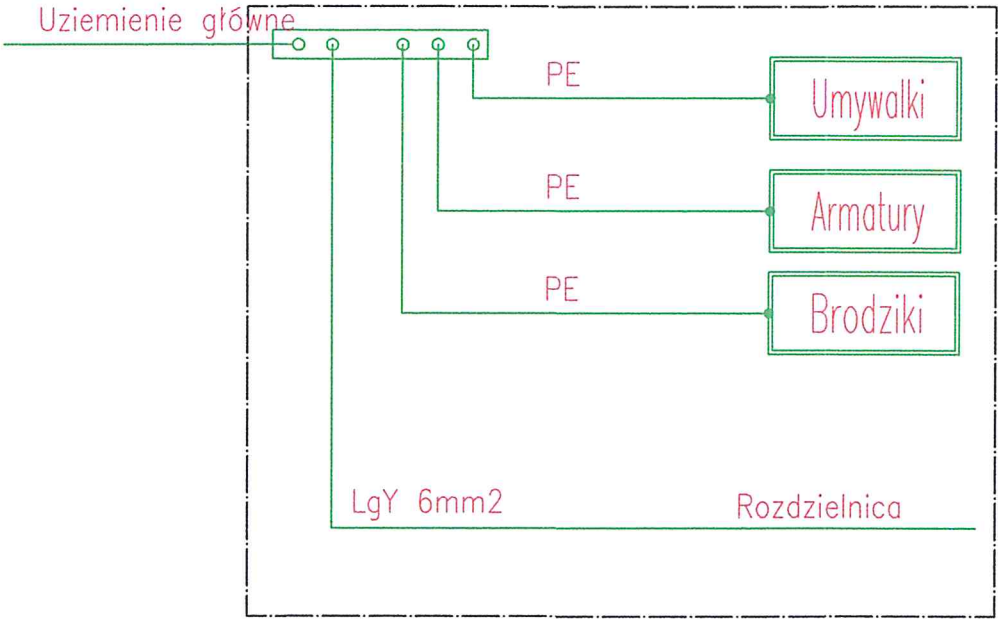 Uziemienie główne
PE
Umywalki
PE
Armatury
PE
Brodziki
LgY 6mm2
Rozdzielnica